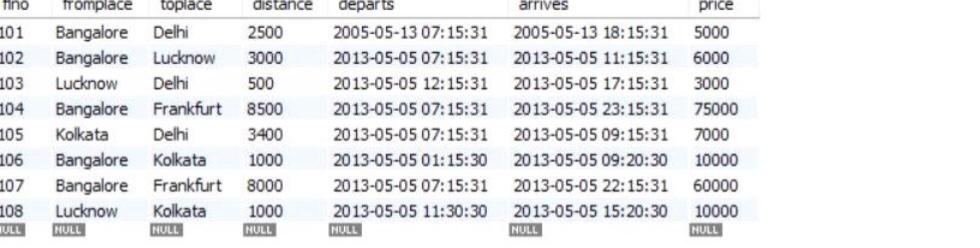 flno fromplace toplace distance departs arrives price
101 Bangalore Delhi 2500 2005-05-13 07:15:31 2005-05-13 18:15:31 5000
102 Bangalore Lucknow 3000 2013-05-05 07:15:31 2013-05-05 11:15:31 6000
103 Lucknow Delhi 500 2013-05-05 12:15:31 2013-05-05 17:15:31 3000
104 Bangalore Frankfurt 8500 2013-05-05 07:15:31 2013-05-05 23:15:31 75000
105 Kolkata Delhi 3400 2013-05-05 07:15:31 2013-05-05 09:15:31 7000
106 Bangalore Kolkata 1000 2013-05-05 01:15:30 2013-05-05 09:20:30 10000
107 Bangalore Frankfurt 8000 2013-05-05 07:15:31 2013-05-05 22:15:31 60000
108 Lucknow Kolkata 1000 2013-05-05 11:30:30 2013-05-05 15:20:30 10000
NULL NULL NULL NULL NULL NULL NULL